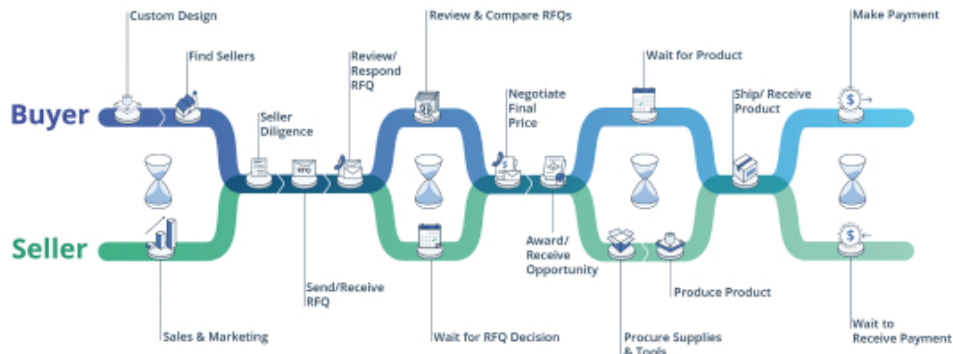 Custom Design
Review & Compare RFQs
Make Payment
Find Sellers
Review/
Respond
RFQ
Wait for Product
Negotiate
Final
Price
Ship/ Receive
Product
Buyer
Seller
Diligence
RFQ
$
$
Seller
$
Award/
Receive
Opportunity
Send/Receive
RFQ
Produce Product
Sales & Marketing
Wait for RFQ Decision
Procure Supplies
& Tools
Wait to
Receive Payment